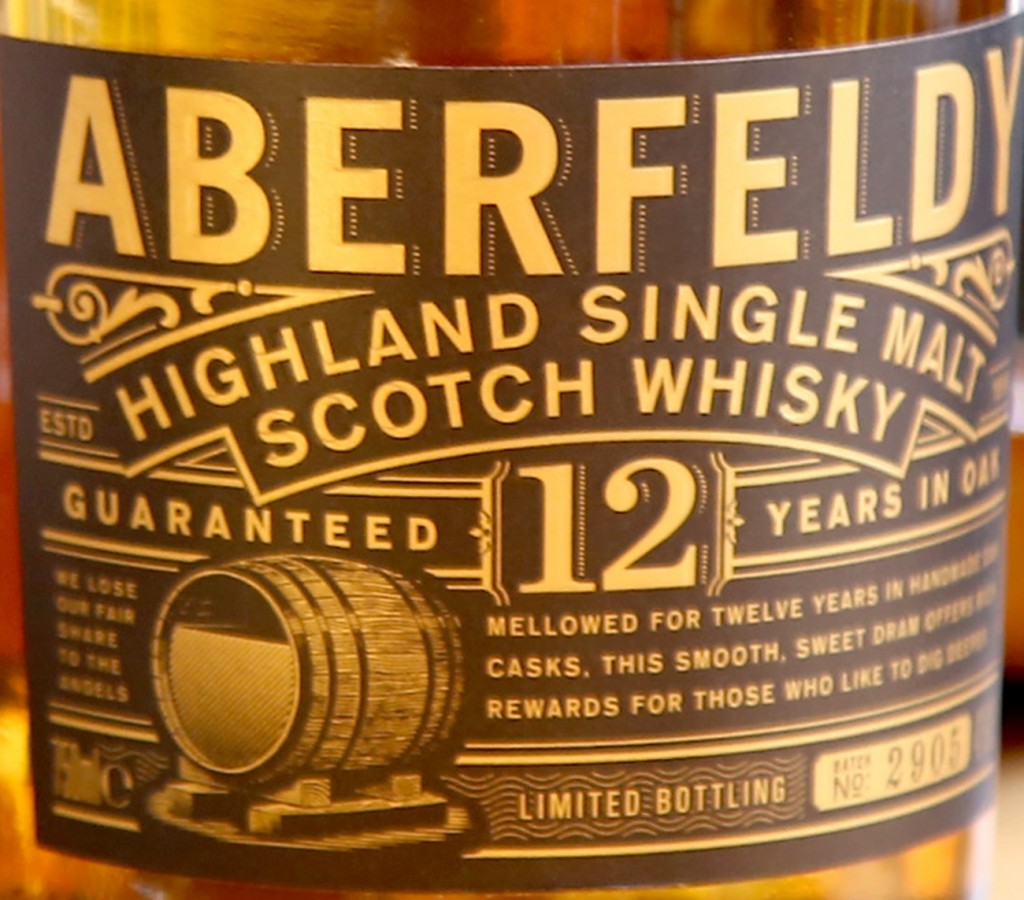 ABERFELDY
HIGHLAND SINGLE MALT
SCOTCH WHISKY
ESTD
GUARANTEED 12 YEARS IN OAK
WE LOSE
OUR FAIR
SHARE
TO THE
ANGELS
MELLOWED FOR TWELVE YEARS IN HANDMADE
CASKS, THIS SMOOTH, SWEET DRAM OFFERS
REWARDS FOR THOSE WHO LIKE TO DIG DEEPER
LIMITED BOTTLING
BATCH
No: 2905